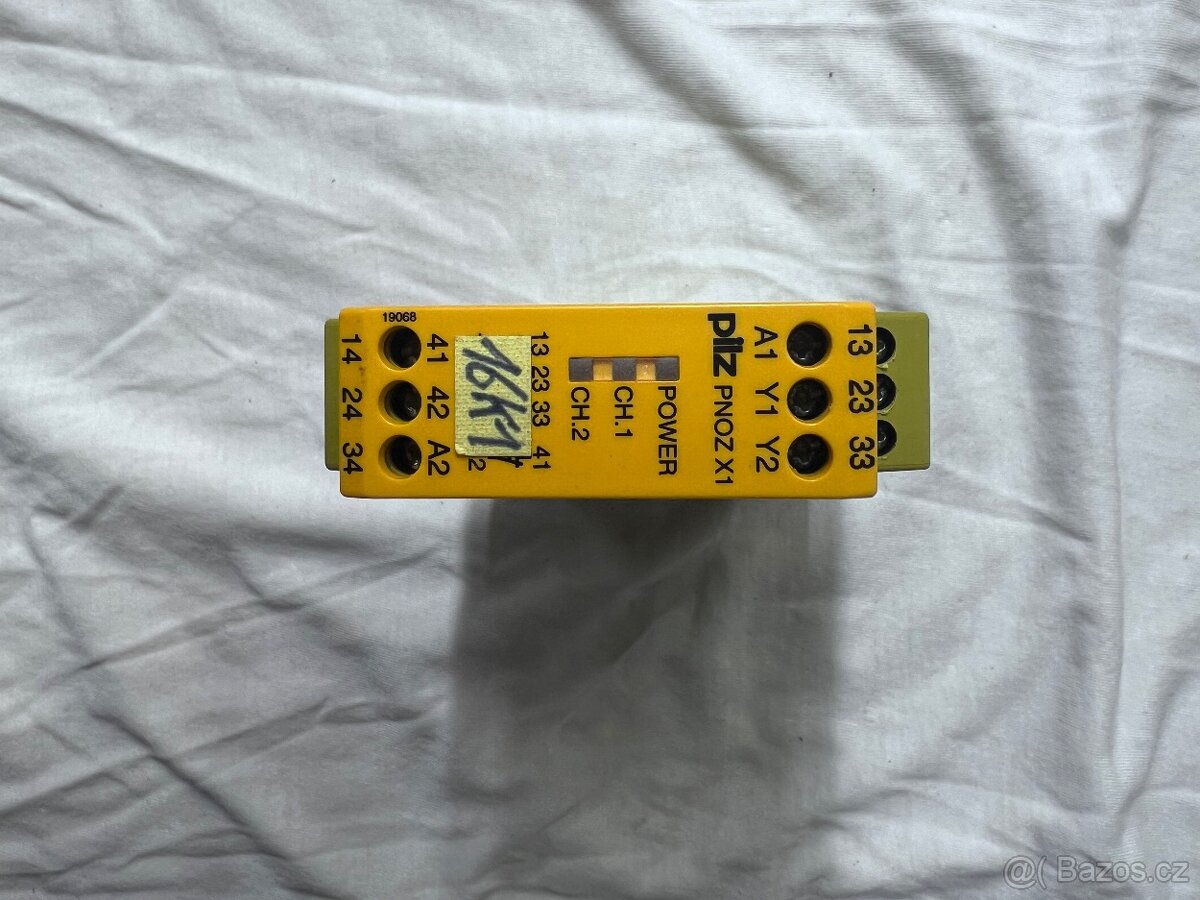 13 23 33
A1 Y1 Y2
pilz PNOZ X1
POWER
CH.1
CH.2
13 23 33 41
16K1
2
41 42 A2
19068
14 24 34
@( Bazos.cz